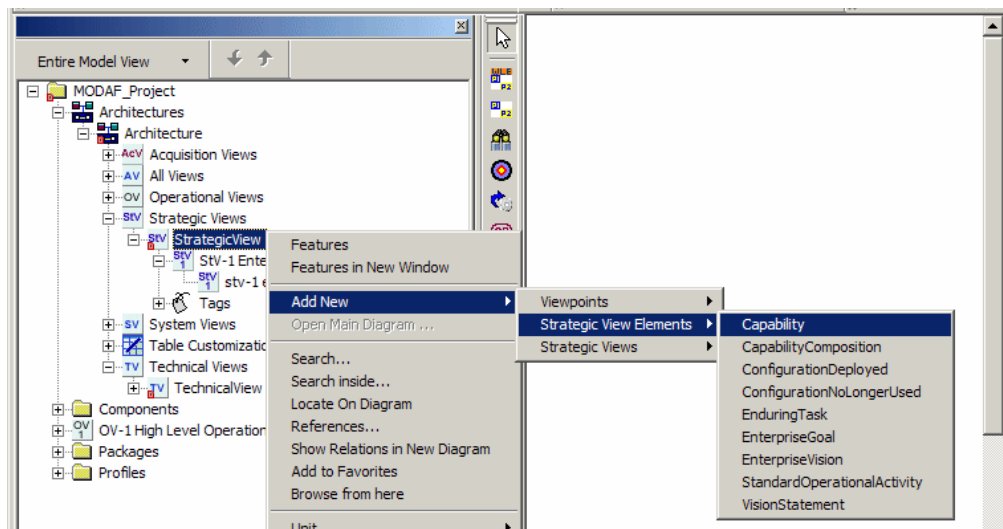 Entire Model View
MODAF_Project
Architectures
Architecture
AcV Acquisition Views
AV All Views
OV Operational Views
StV Strategic Views
StV StrategicView
StV 1 StV-1 Ente
StV 1 stv-1 e
Tags
SV System Views
Table Customizatio
TV Technical Views
TV TechnicalView
Components
OV 1 OV-1 High Level Operation
Packages
Profiles
Features
Features in New Window
Add New
Open Main Diagram ...
Search...
Search inside...
Locate On Diagram
References...
Show Relations in New Diagram
Add to Favorites
Browse from here
Unit
Viewpoints
Strategic View Elements
Strategic Views
Capability
CapabilityComposition
ConfigurationDeployed
ConfigurationNoLongerUsed
EnduringTask
EnterpriseGoal
EnterpriseVision
StandardOperationalActivity
VisionStatement